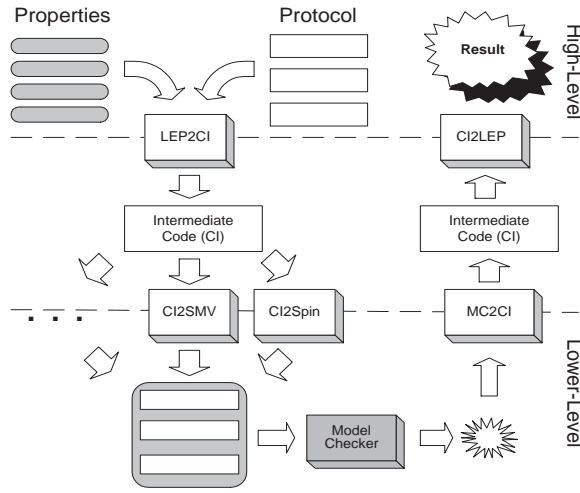 Properties
Protocol
Result
High-Level
LEP2CI
CI2LEP
Intermediate
Code (CI)
Intermediate
Code (CI)
. . .
CI2SMV
CI2Spin
MC2CI
Lower-Level
Model
Checker